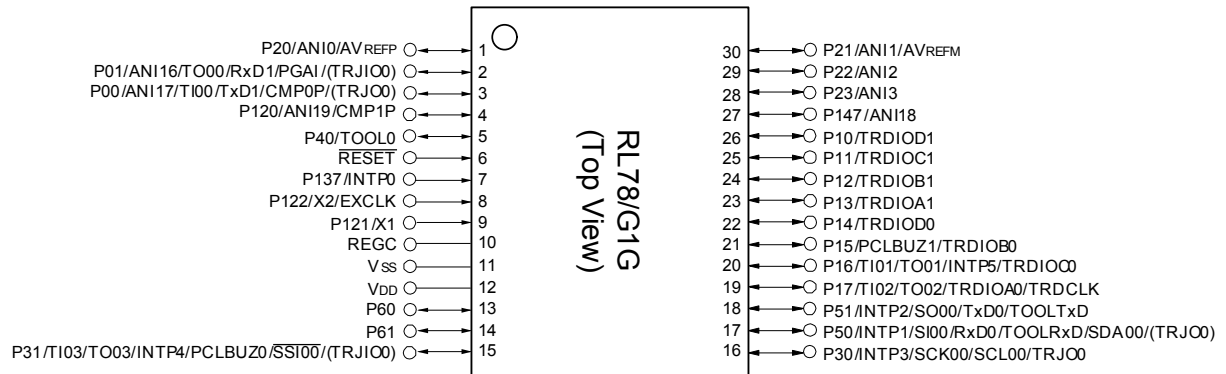 P20/ANI0/AVREFP 1
P01/ANI16/TO00/RxD1/PGAI/(TRJIO0) 2
P00/ANI17/TI00/TxD1/CMP0P/(TRJO0) 3
P120/ANI19/CMP1P 4
P40/TOOL0 5
RESET 6
P137/INTP0 7
P122/X2/EXCLK 8
P121/X1 9
REGC 10
VSS 11
VDD 12
P60 13
P61 14
P31/TI03/TO03/INTP4/PCLBUZ0/SSI00/(TRJIO0) 15
RL78/G1G
(Top View)
30 P21/ANI1/AVREFM
29 P22/ANI2
28 P23/ANI3
27 P147/ANI18
26 P10/TRDIOD1
25 P11/TRDIOC1
24 P12/TRDIOB1
23 P13/TRDIOA1
22 P14/TRDIOD0
21 P15/PCLBUZ1/TRDIOB0
20 P16/TI01/TO01/INTP5/TRDIOC0
19 P17/TI02/TO02/TRDIOA0/TRDCLK
18 P51/INTP2/SO00/TxD0/TOOLTxD
17 P50/INTP1/SI00/RxD0/TOOLRxD/SDA00/(TRJO0)
16 P30/INTP3/SCK00/SCL00/TRJO0